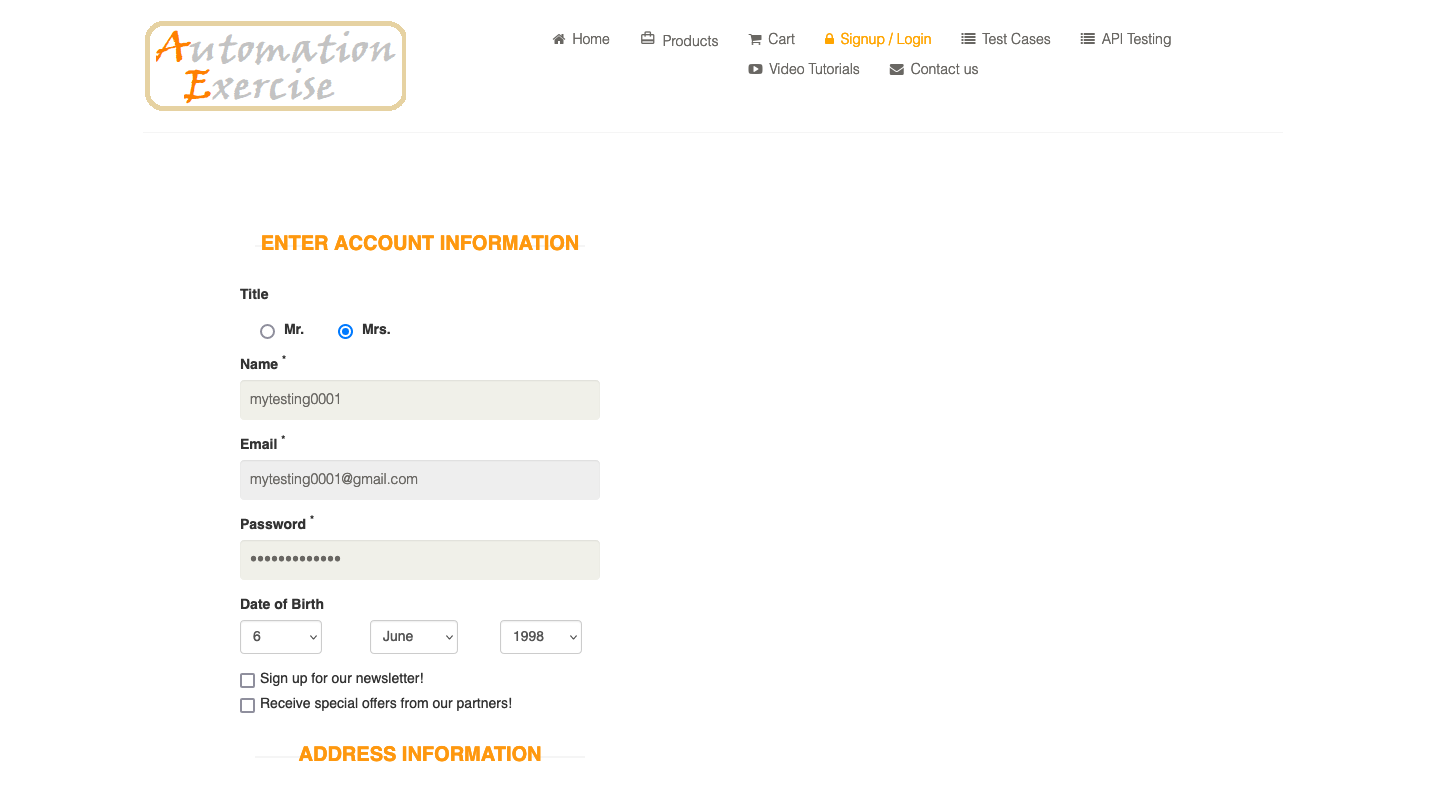 Automation
Exercise
Home Products Cart Signup / Login Test Cases API Testing
Video Tutorials Contact us
ENTER ACCOUNT INFORMATION
Title
Mr. Mrs.
Name *
mytesting0001
Email *
mytesting0001@gmail.com
Password *
•••••••••••••
Date of Birth
6 June 1998
Sign up for our newsletter!
Receive special offers from our partners!
ADDRESS INFORMATION